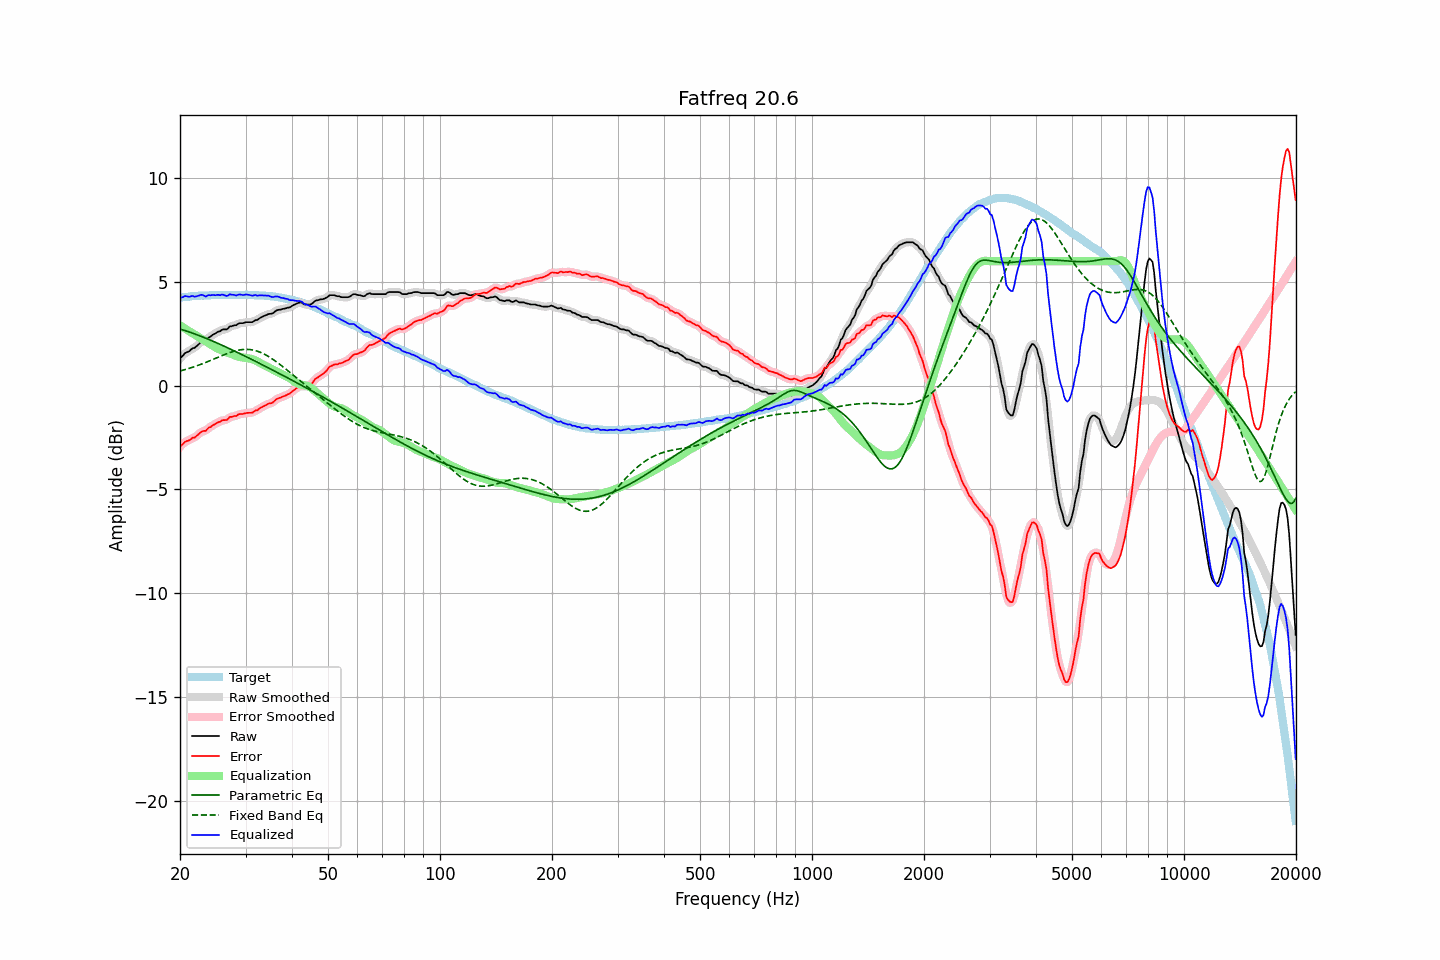 Fatfreq 20.6
Amplitude (dBr)
10
5
0
−5
−10
−15
−20
Target
Raw Smoothed
Error Smoothed
Raw
Error
Equalization
Parametric Eq
Fixed Band Eq
Equalized
20
50
100
200
500
1000
2000
5000
10000
20000
Frequency (Hz)